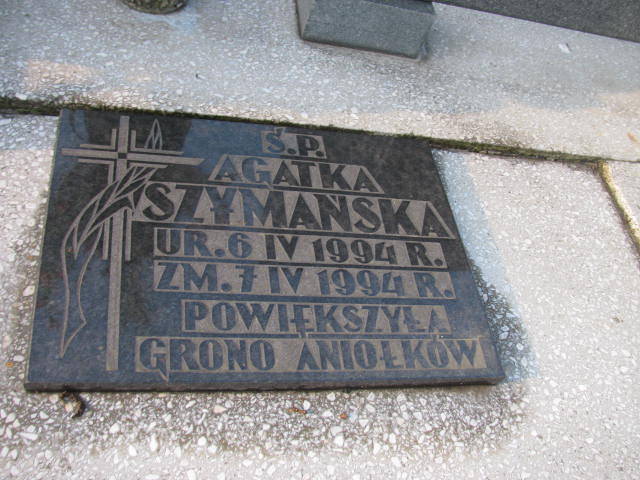 Ś.P.
AGATKA
SZYMAŃSKA
UR. 6 IV 1994 R.
ZM. 7 IV 1994 R.
POWIĘKSZYŁA
GRONO ANIOŁKÓW